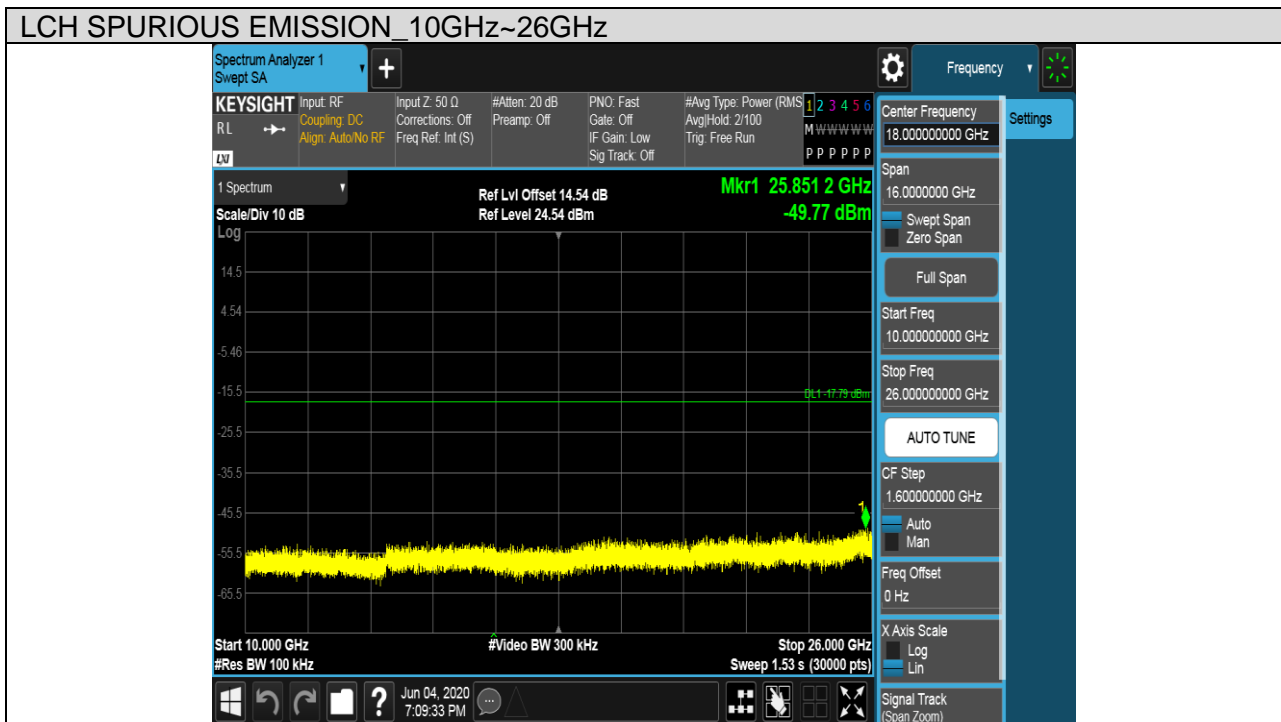 LCH SPURIOUS EMISSION_10GHz~26GHz
Spectrum Analyzer 1
Swept SA
+
Frequency
KEYSIGHT
RL
LXI
Input: RF
Coupling: DC
Align: Auto/No RF
Input Z: 50 Ω
Corrections: Off
Freq Ref: Int (S)
#Atten: 20 dB
Preamp: Off
PNO: Fast
Gate: Off
IF Gain: Low
Sig Track: Off
#Avg Type: Power (RMS
Avg|Hold: 2/100
Trig: Free Run
1 2 3 4 5 6
M W W W W W
P P P P P P
1 Spectrum
Scale/Div 10 dB
Log
Ref Lvl Offset 14.54 dB
Ref Level 24.54 dBm
Mkr1 25.851 2 GHz
-49.77 dBm
14.5
4.54
-5.46
-15.5
DL1 -17.79 dBm
-25.5
-35.5
-45.5
1
-55.5
-65.5
Start 10.000 GHz
#Res BW 100 kHz
#Video BW 300 kHz
Stop 26.000 GHz
Sweep 1.53 s (30000 pts)
Center Frequency
18.000000000 GHz
Settings
Span
16.0000000 GHz
Swept Span
Zero Span
Full Span
Start Freq
10.000000000 GHz
Stop Freq
26.000000000 GHz
AUTO TUNE
CF Step
1.600000000 GHz
Auto
Man
Freq Offset
0 Hz
X Axis Scale
Log
Lin
Signal Track
(Span Zoom)
?
Jun 04, 2020
7:09:33 PM